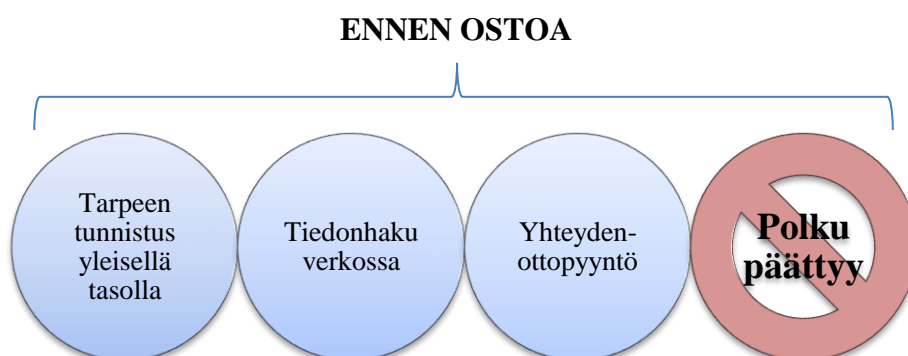 ENNEN OSTOA
Tarpeen
tunnistus
yleisellä
tasolla
Tiedonhaku
verkossa
Yhteyden-
ottopyyntö
Polku
päättyy